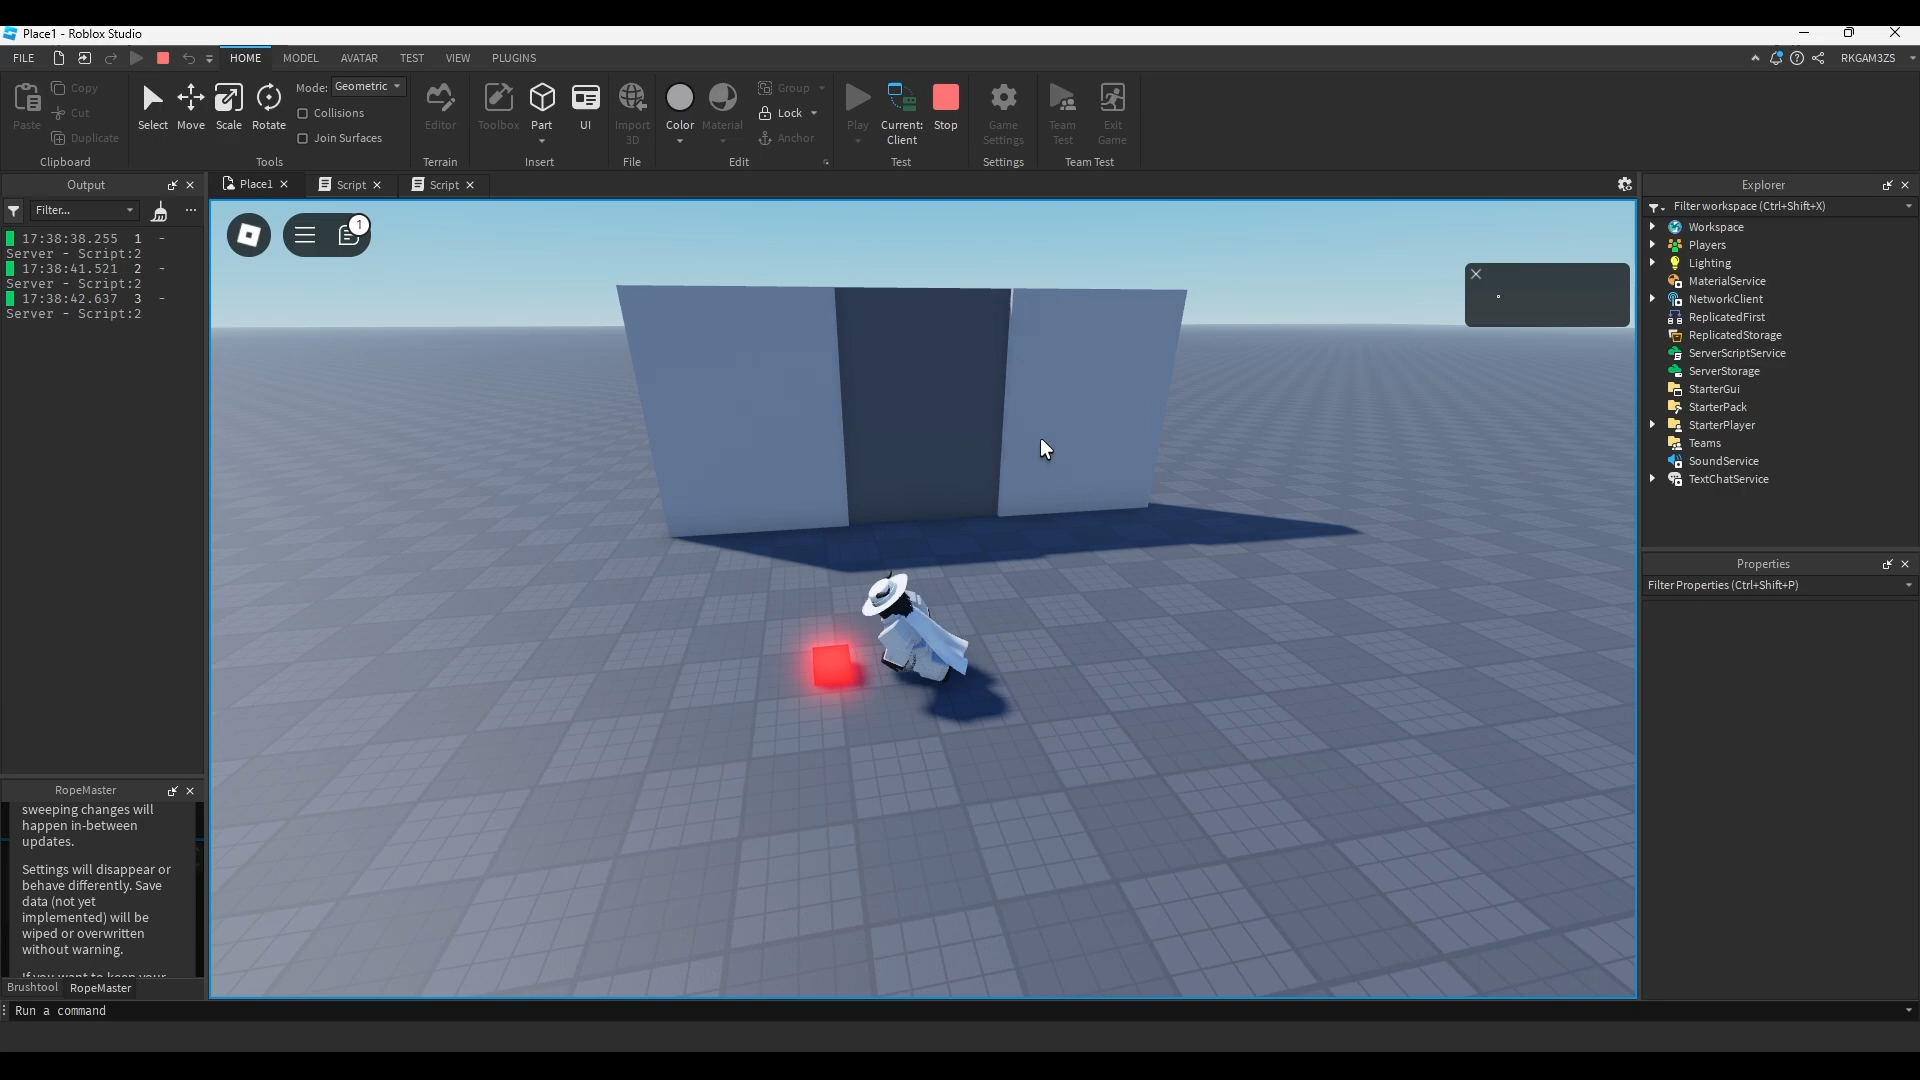 Place1 - Roblox Studio
FILE HOME MODEL AVATAR TEST VIEW PLUGINS RKGAM3ZS
Paste Copy Cut Duplicate Clipboard
Select Move Scale Rotate Mode: Geometric Collisions Join Surfaces Tools
Editor Terrain
Toolbox Part UI Insert
Import 3D File
Color Material Group Lock Anchor Edit
Play Current: Client Stop Test
Game Settings Settings
Team Test Exit Game Team Test
Output
Filter...
17:38:38.255 1 -
Server - Script:2
17:38:41.521 2 -
Server - Script:2
17:38:42.637 3 -
Server - Script:2
Place1 Script Script
1
Explorer
Filter workspace (Ctrl+Shift+X)
Workspace
Players
Lighting
MaterialService
NetworkClient
ReplicatedFirst
ReplicatedStorage
ServerScriptService
ServerStorage
StarterGui
StarterPack
StarterPlayer
Teams
SoundService
TextChatService
Properties
Filter Properties (Ctrl+Shift+P)
RopeMaster
sweeping changes will
happen in-between
updates.
Settings will disappear or
behave differently. Save
data (not yet
implemented) will be
wiped or overwritten
without warning.
If you want to keep your
Brushtool RopeMaster
Run a command